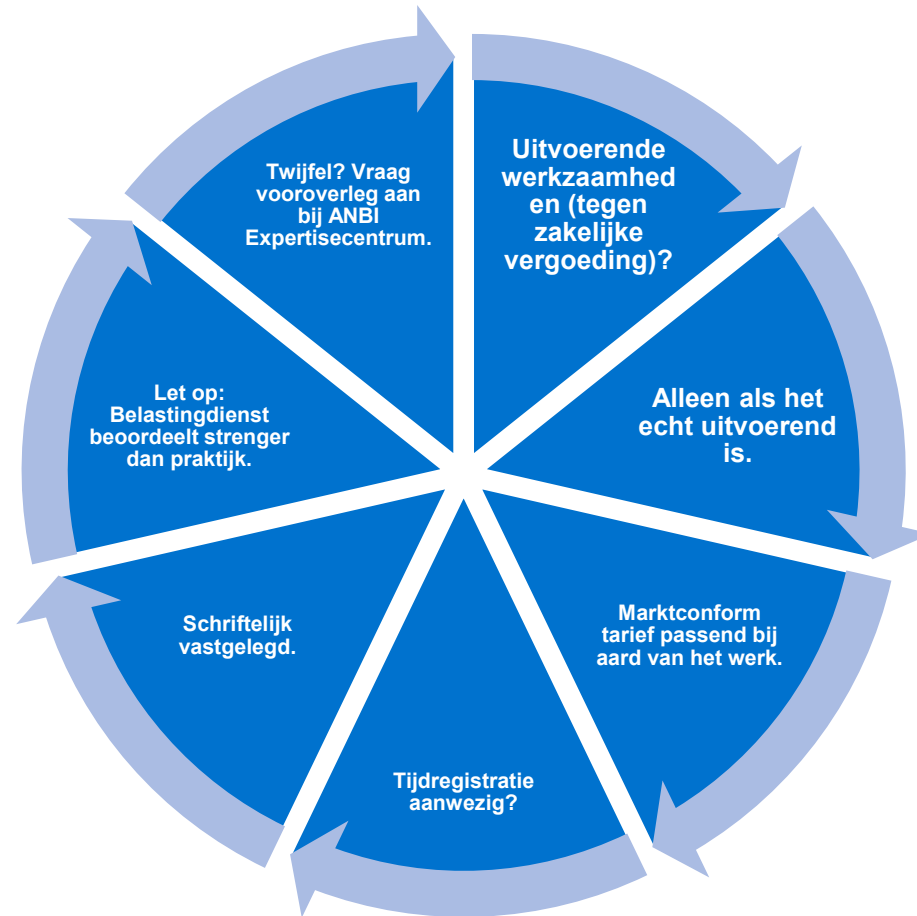 Uitvoerende
werkzaamhed
en (tegen
zakelijke
vergoeding)?
Alleen als het
echt uitvoerend
is.
Marktconform
tarief passend bij
aard van het werk.
Tijdregistratie
aanwezig?
Schriftelijk
vastgelegd.
Let op:
Belastingdienst
beoordeelt strenger
dan praktijk.
Twijfel? Vraag
vooroverleg aan
bij ANBI
Expertisecentrum.